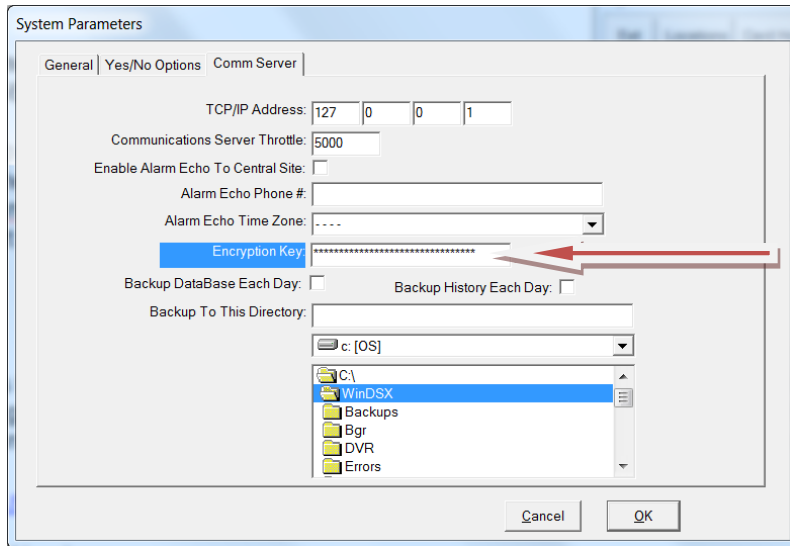 System Parameters
General Yes/No Options Comm Server
TCP/IP Address: 127 0 0 1
Communications Server Throttle: 5000
Enable Alarm Echo To Central Site:
Alarm Echo Phone #:
Alarm Echo Time Zone: ----
Encryption Key: ********************************
Backup DataBase Each Day: Backup History Each Day:
Backup To This Directory:
c: [OS]
C:\
WinDSX
Backups
Bgr
DVR
Errors
Cancel OK